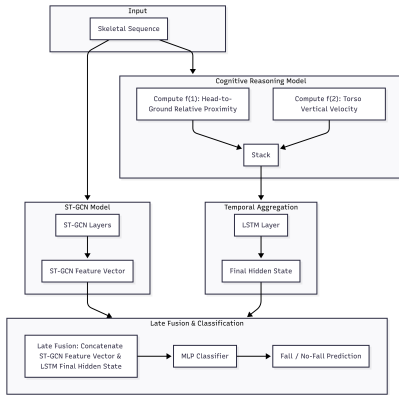 Input
Skeletal Sequence
Cognitive Reasoning Model
Compute f(1): Head-to-
Ground Relative Proximity
Compute f(2): Torso
Vertical Velocity
Stack
ST-GCN Model
ST-GCN Layers
ST-GCN Feature Vector
Temporal Aggregation
LSTM Layer
Final Hidden State
Late Fusion & Classification
Late Fusion: Concatenate
ST-GCN Feature Vector &
LSTM Final Hidden State
MLP Classifier
Fall / No-Fall Prediction